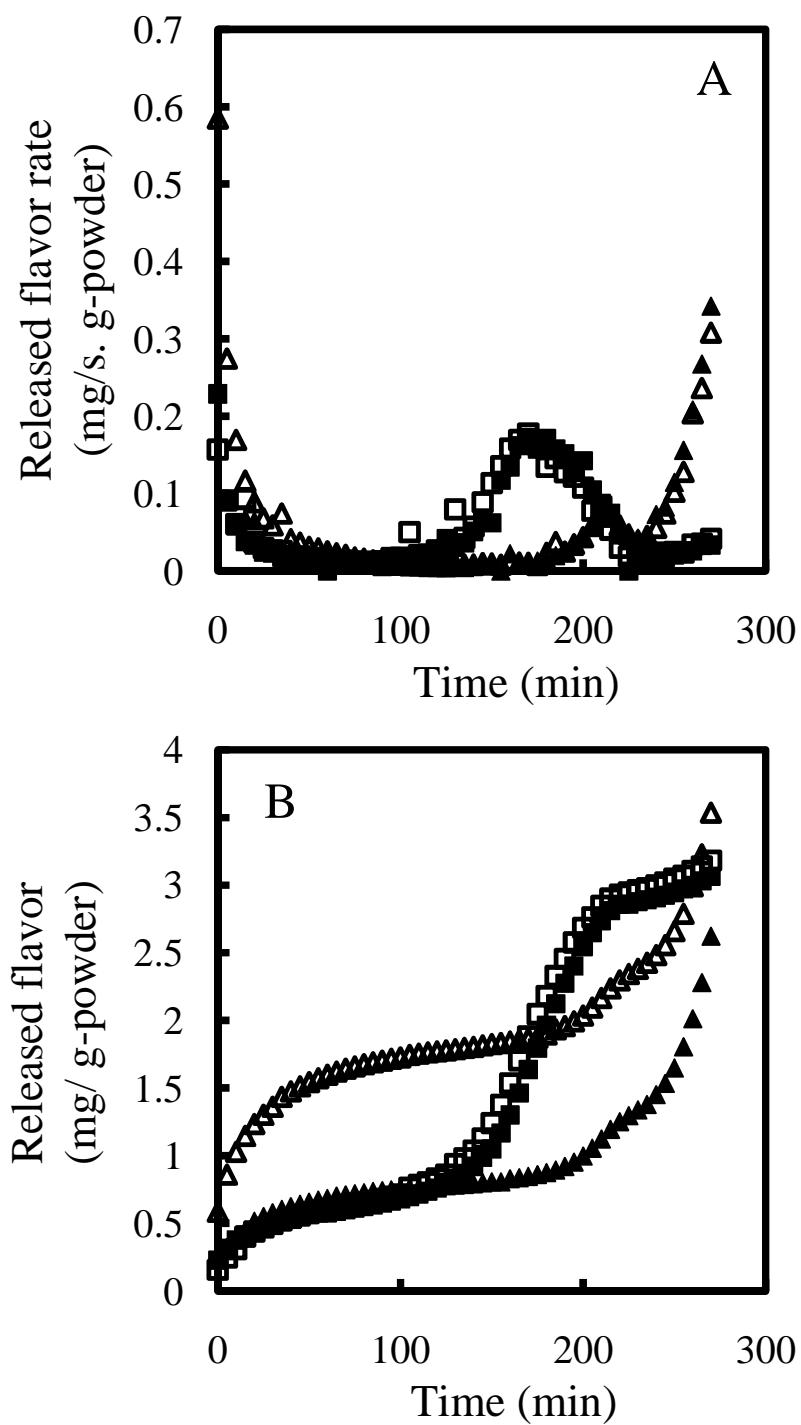 A
Released flavor rate
(mg/s. g-powder)
0.7
0.6
0.5
0.4
0.3
0.2
0.1
0
0 100 200 300
Time (min)
B
Released flavor
(mg/ g-powder)
4
3.5
3
2.5
2
1.5
1
0.5
0
0 100 200 300
Time (min)